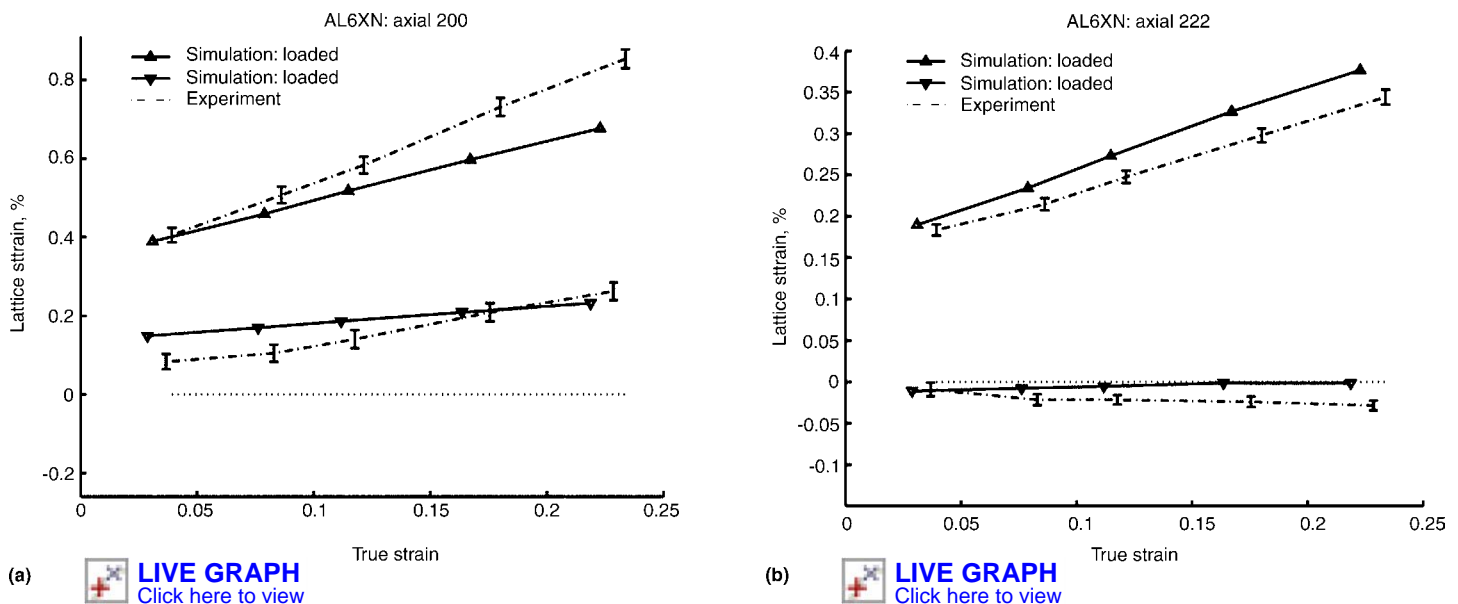 AL6XN: axial 200
Simulation: loaded
Simulation: loaded
Experiment
0.8
0.6
0.4
0.2
0
-0.2
Lattice sttrain, %
0 0.05 0.1 0.15 0.2 0.25
True strain
(a)
LIVE GRAPH
Click here to view
AL6XN: axial 222
Simulation: loaded
Simulation: loaded
Experiment
0.4
0.35
0.3
0.25
0.2
0.15
0.1
0.05
0
-0.05
-0.1
Lattice sttrain, %
0 0.05 0.1 0.15 0.2 0.25
True strain
(b)
LIVE GRAPH
Click here to view